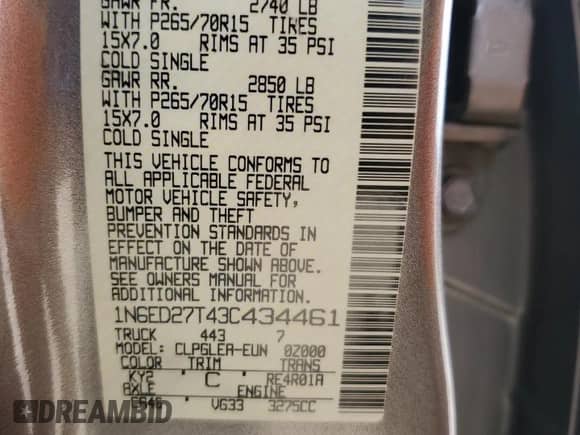 GAWR FR. 2740 LB
WITH P265/70R15 TIRES
15X7.0 RIMS AT 35 PSI
COLD SINGLE
GAWR RR. 2850 LB
WITH P265/70R15 TIRES
15X7.0 RIMS AT 35 PSI
COLD SINGLE
THIS VEHICLE CONFORMS TO
ALL APPLICABLE FEDERAL
MOTOR VEHICLE SAFETY,
BUMPER AND THEFT
PREVENTION STANDARDS IN
EFFECT ON THE DATE OF
MANUFACTURE SHOWN ABOVE.
SEE OWNERS MANUAL FOR
ADDITIONAL INFORMATION
1N6ED27T43C434461
TRUCK 443 7
MODEL: CLPGLEA-EUN 0Z000
COLOR TRIM TRANS
KY2 C RE4R01A
AXLE ENGINE
C546 VG33 3275CC
DREAMBID